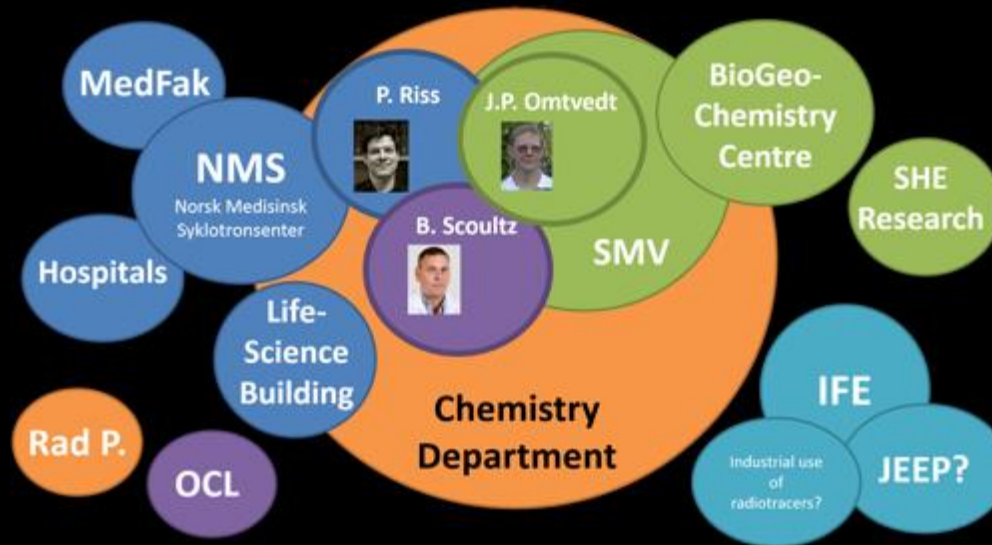 MedFak
P. Riss
J.P. Omtvedt
BioGeo-
Chemistry
Centre
NMS
Norsk Medisinsk
Syklotronsenter
SHE
Research
B. Scoultz
SMV
Hospitals
Life-
Science
Building
Chemistry
Department
IFE
Rad P.
OCL
Industrial use
of
radiotracers?
JEEP?